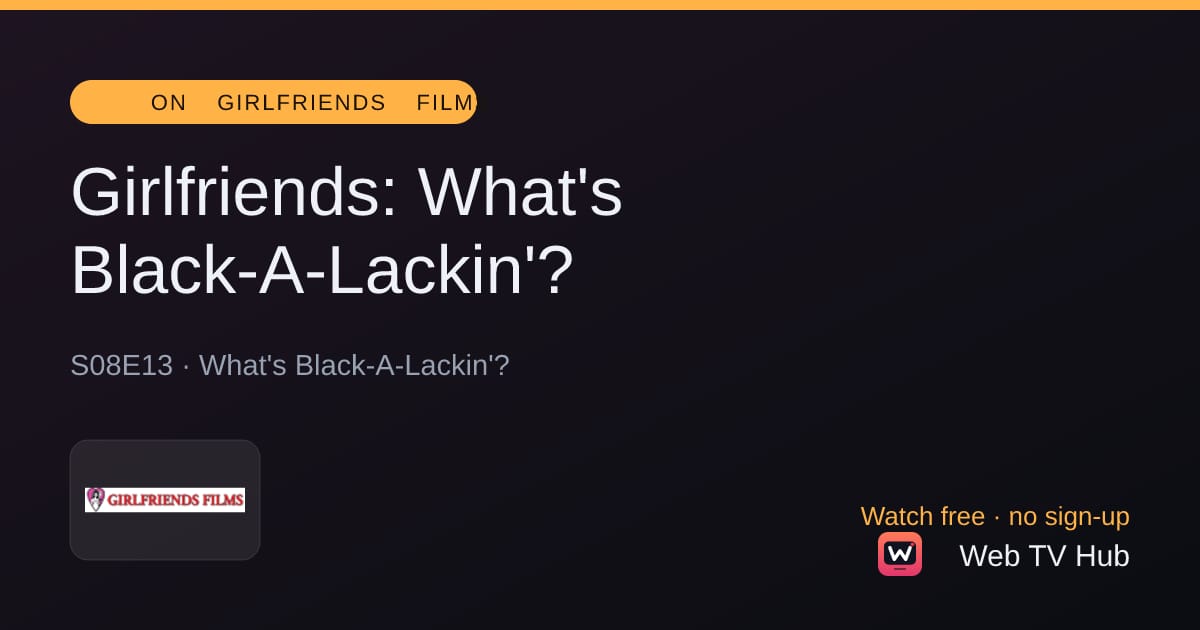 ON GIRLFRIENDS FILM
Girlfriends: What's
Black-A-Lackin'?
S08E13 · What's Black-A-Lackin'?
GIRLFRIENDS FILMS
Watch free · no sign-up
W
Web TV Hub